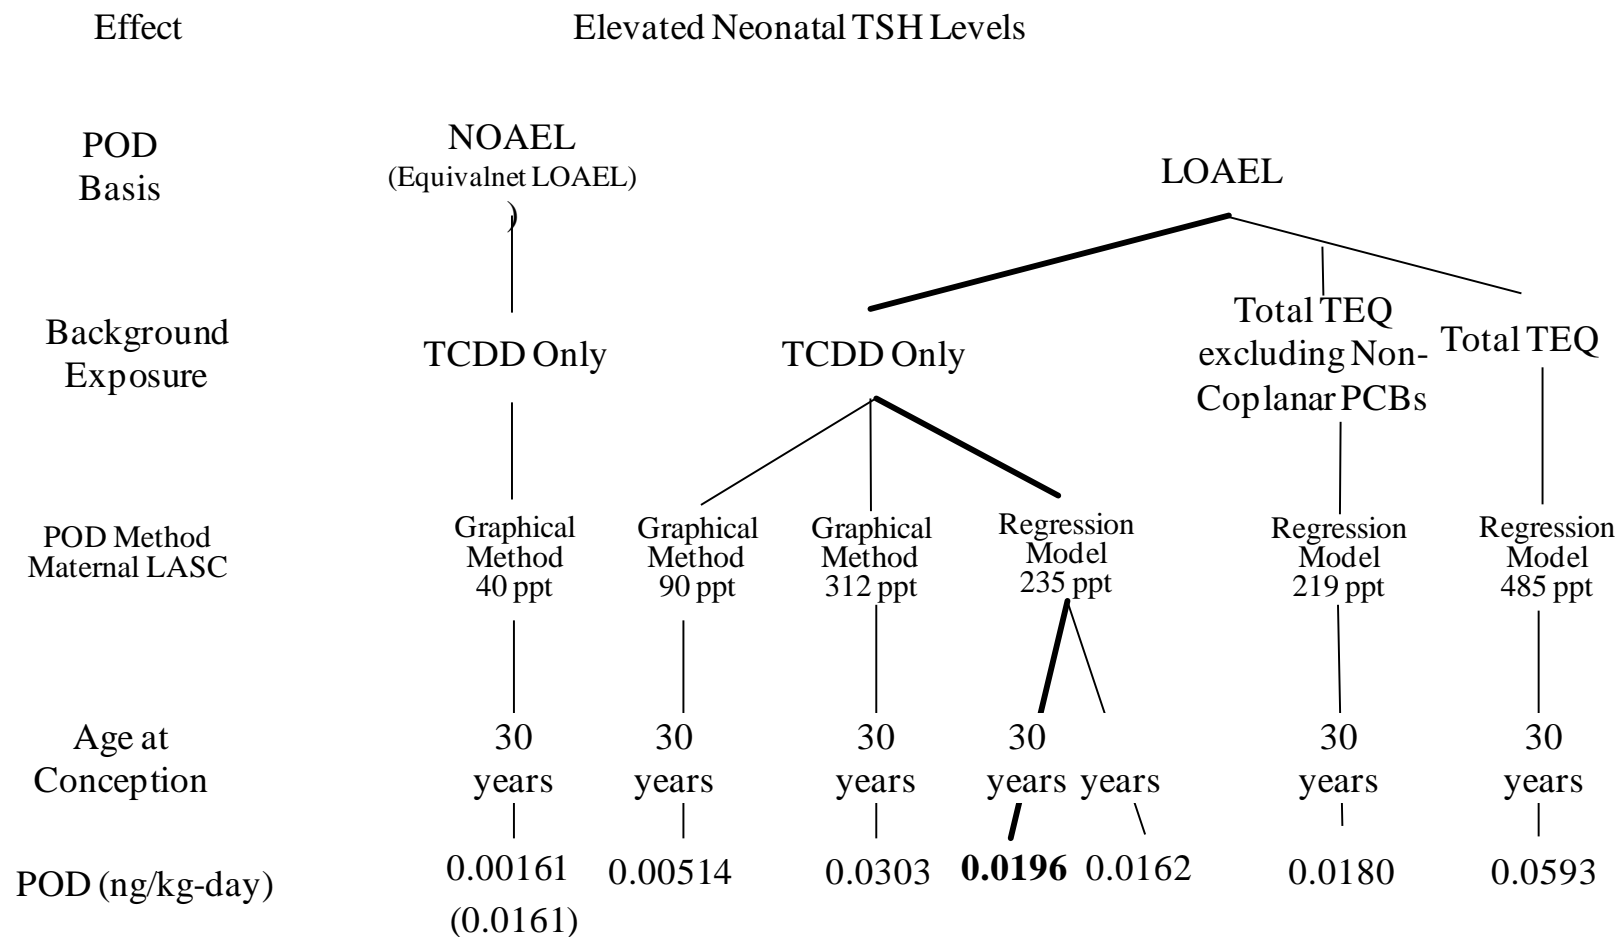 Effect
Elevated Neonatal TSH Levels
POD
Basis
NOAEL
(Equivalnet LOAEL)
)
LOAEL
Background
Exposure
TCDD Only
TCDD Only
Total TEQ
excluding Non-
Coplanar PCBs
Total TEQ
POD Method
Maternal LASC
Graphical
Method
40 ppt
Graphical
Method
90 ppt
Graphical
Method
312 ppt
Regression
Model
235 ppt
Regression
Model
219 ppt
Regression
Model
485 ppt
Age at
Conception
30
years
30
years
30
years
30
years
years
30
years
30
years
POD (ng/kg-day)
0.00161
(0.0161)
0.00514
0.0303
0.0196
0.0162
0.0180
0.0593